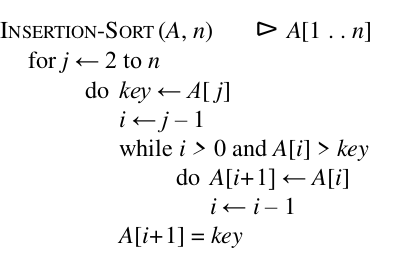 INSERTION-SORT (A, n) ▷ A[1 . . n]
for j ← 2 to n
do key ← A[ j]
i ← j – 1
while i > 0 and A[i] > key
do A[i+1] ← A[i]
i ← i – 1
A[i+1] = key